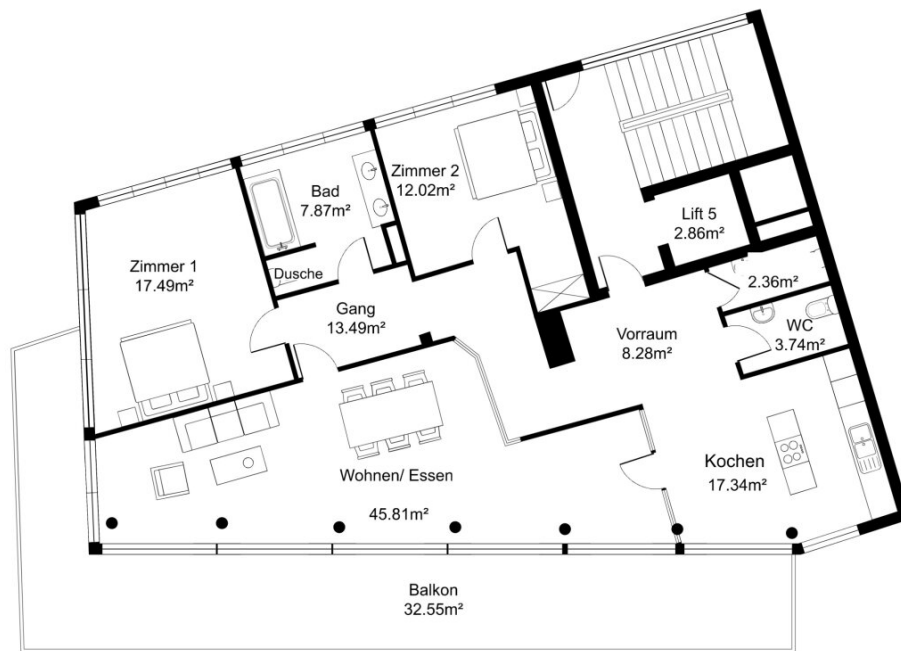 Zimmer 2
12.02m²
Bad
7.87m²
Lift 5
2.86m²
Zimmer 1
17.49m²
Dusche
2.36m²
Gang
13.49m²
Vorraum
8.28m²
WC
3.74m²
Kochen
17.34m²
Wohnen/ Essen
45.81m²
Balkon
32.55m²